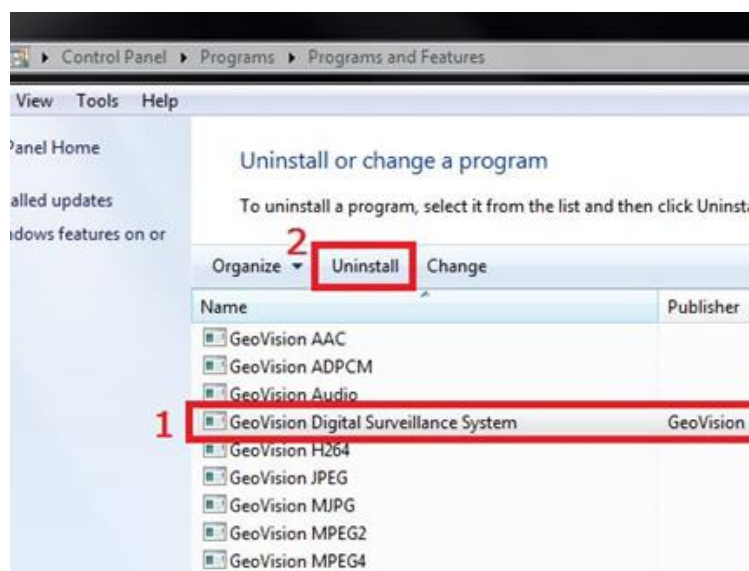 Control Panel ▸ Programs ▸ Programs and Features
View Tools Help
Panel Home
alled updates
ndows features on or
Uninstall or change a program
To uninstall a program, select it from the list and then click Uninsta
2
Organize Uninstall Change
Name Publisher
GeoVision AAC
GeoVision ADPCM
GeoVision Audio
1 GeoVision Digital Surveillance System GeoVision
GeoVision H264
GeoVision JPEG
GeoVision MJPG
GeoVision MPEG2
GeoVision MPEG4